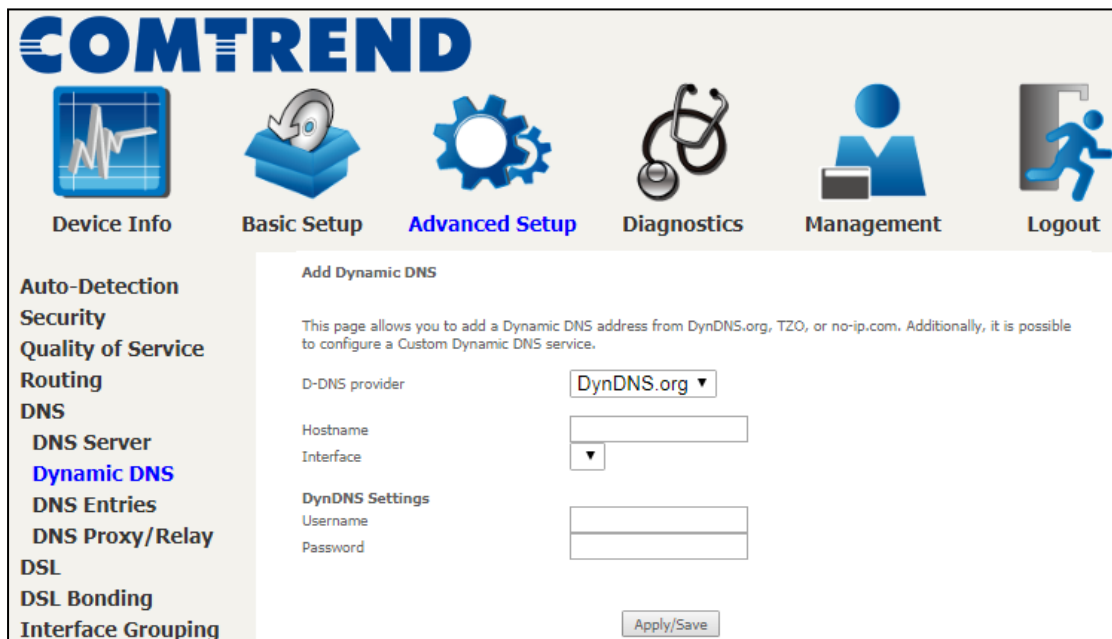 COMTREND
Device Info
Basic Setup
Advanced Setup
Diagnostics
Management
Logout
Auto-Detection
Security
Quality of Service
Routing
DNS
DNS Server
Dynamic DNS
DNS Entries
DNS Proxy/Relay
DSL
DSL Bonding
Interface Grouping
Add Dynamic DNS
This page allows you to add a Dynamic DNS address from DynDNS.org, TZO, or no-ip.com. Additionally, it is possible
to configure a Custom Dynamic DNS service.
D-DNS provider DynDNS.org ▼
Hostname
Interface ▼
DynDNS Settings
Username
Password
Apply/Save